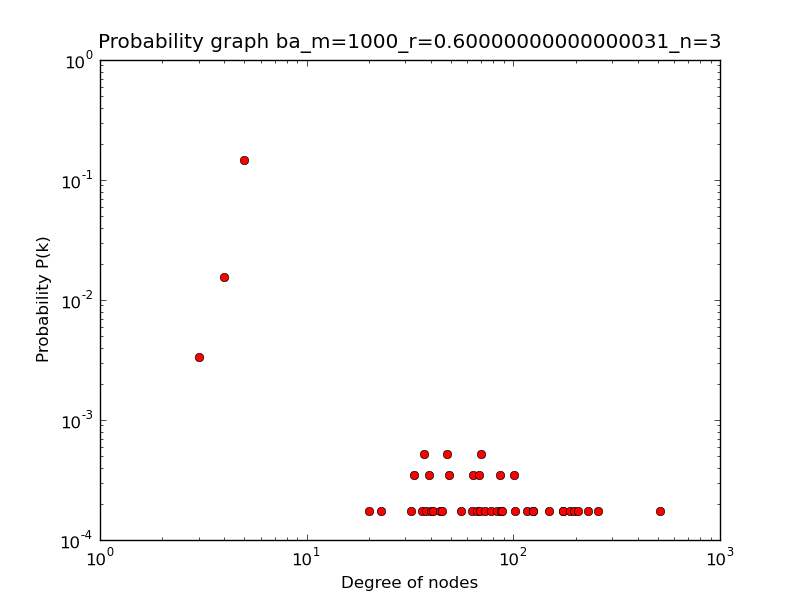 Probability graph ba_m=1000_r=0.60000000000000031_n=3
10^0
10^-1
10^-2
10^-3
10^-4
Probability P(k)
10^0 10^1 10^2 10^3
Degree of nodes